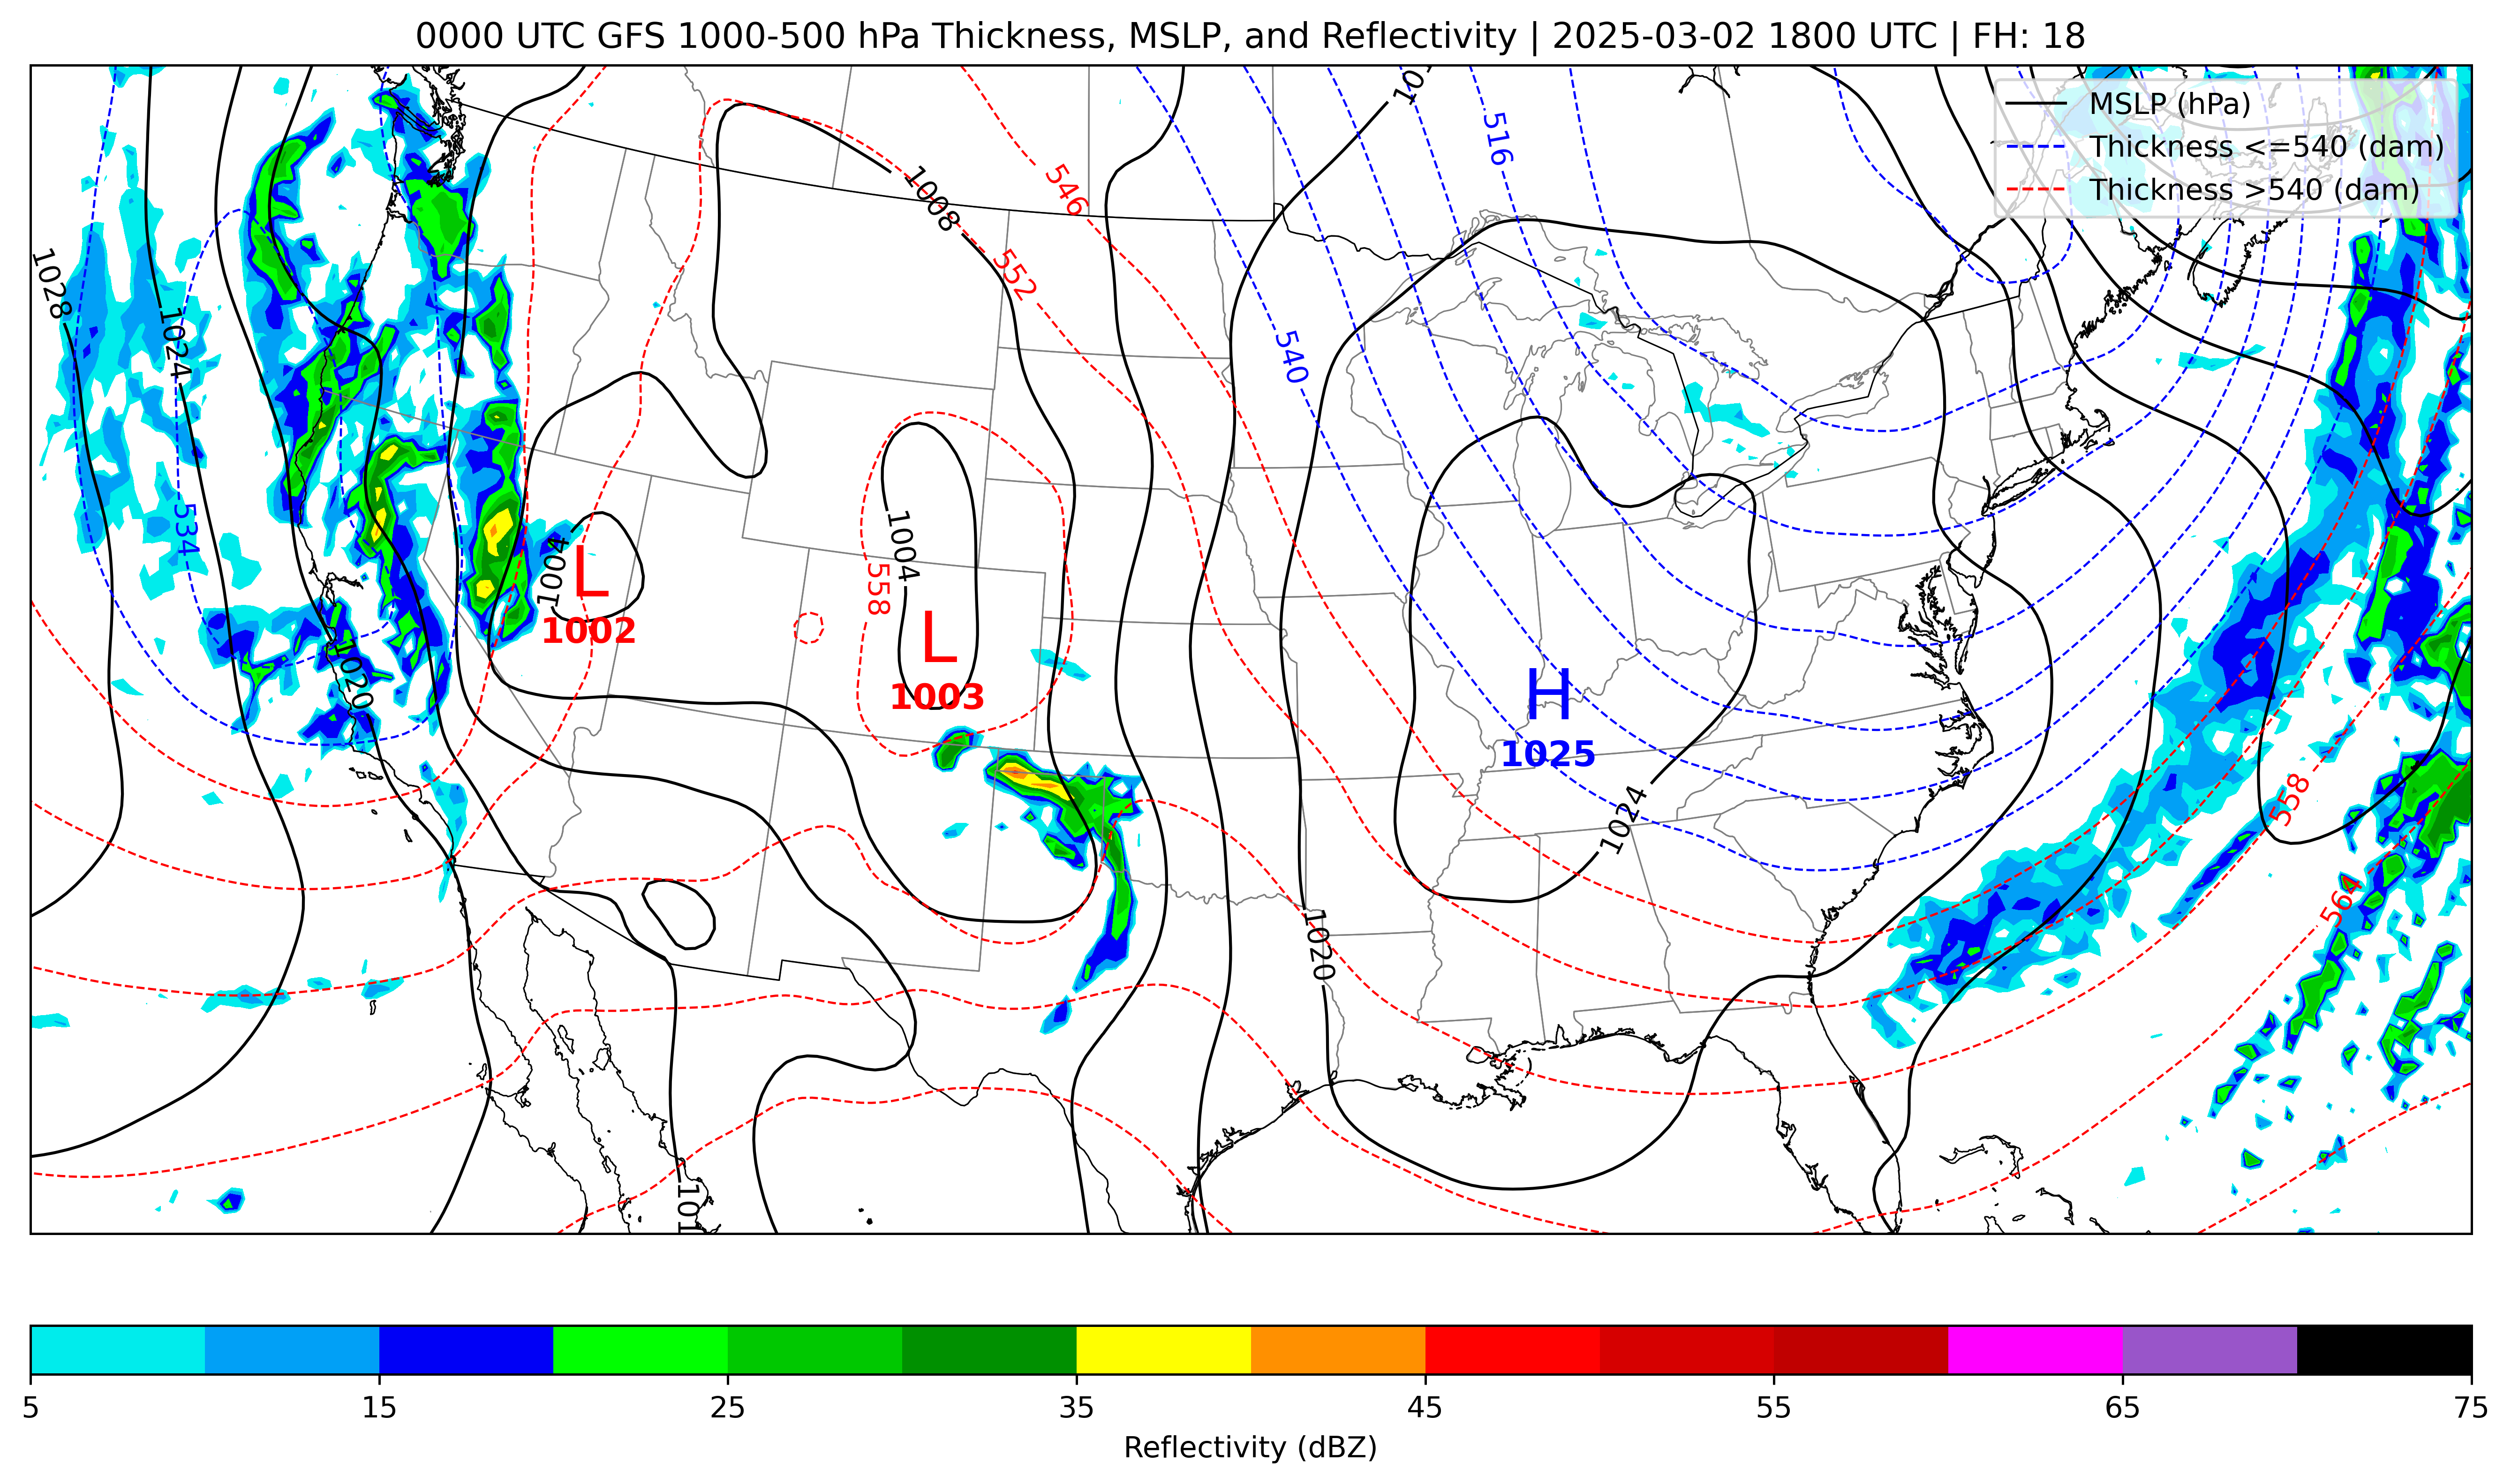 0000 UTC GFS 1000-500 hPa Thickness, MSLP, and Reflectivity | 2025-03-02 1800 UTC | FH: 18
MSLP (hPa)
Thickness <=540 (dam)
Thickness >540 (dam)
516
546
1008
552
1028
1024
540
534
1004
1004
558
L
1002
L
1003
H
1025
1020
558
1024
564
1020
5 15 25 35 45 55 65 75
Reflectivity (dBZ)